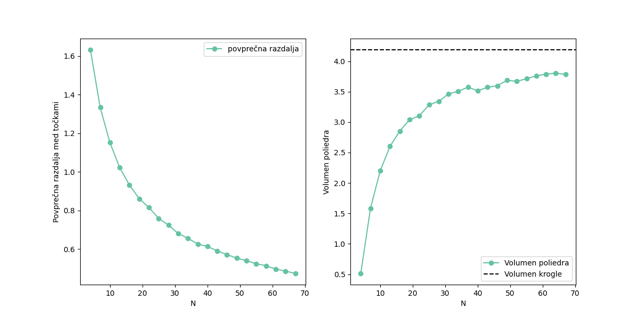 povprečna razdalja
1.6
1.4
1.2
1.0
0.8
0.6
Povprečna razdalja med točkami
10 20 30 40 50 60 70
N
4.0
3.5
3.0
2.5
2.0
1.5
1.0
0.5
Volumen poliedra
Volumen poliedra
Volumen krogle
10 20 30 40 50 60 70
N